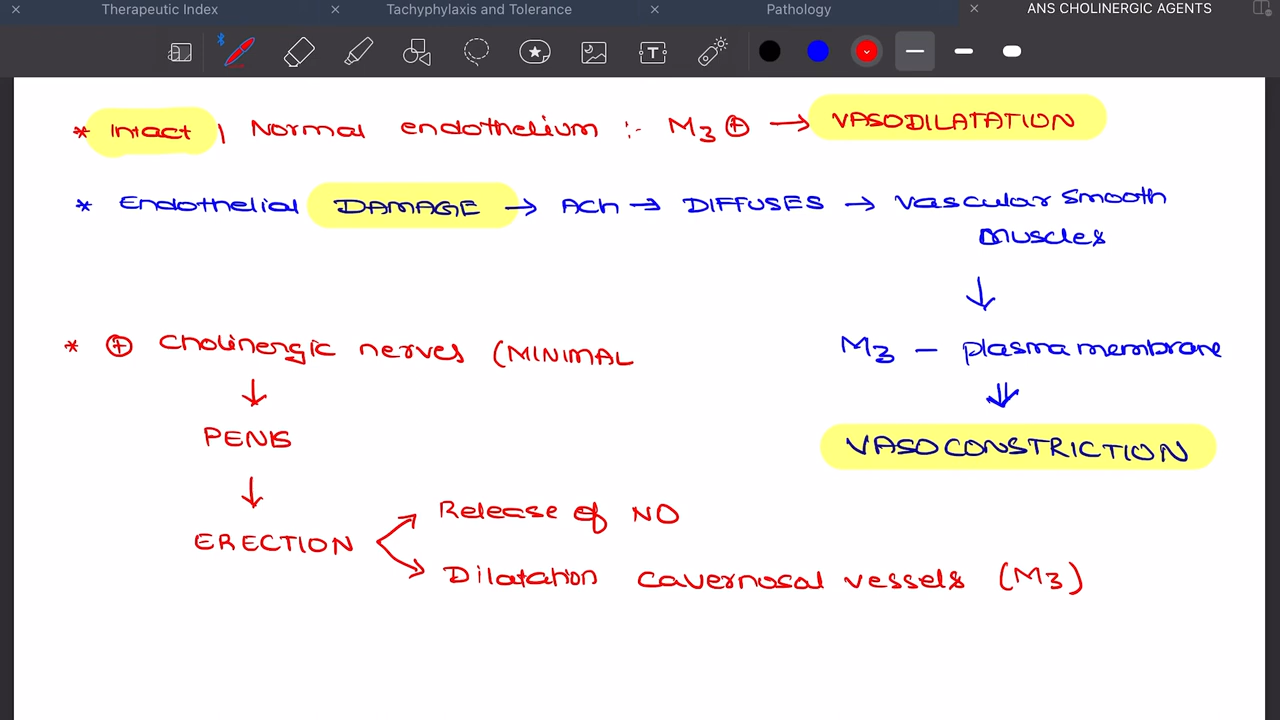 Therapeutic Index
Tachyphylaxis and Tolerance
Pathology
ANS CHOLINERGIC AGENTS
* Intact | Normal endothelium :- M3 ⊕ → VASODILATATION
* Endothelial DAMAGE → ACh → DIFFUSES → Vascular Smooth
Muscles
↓
M3 – plasma membrane
⇓
VASOCONSTRICTION
* ⊕ Cholinergic nerves (MINIMAL
↓
PENIS
↓
ERECTION
Release of NO
Dilatation cavernosal vessels (M3)